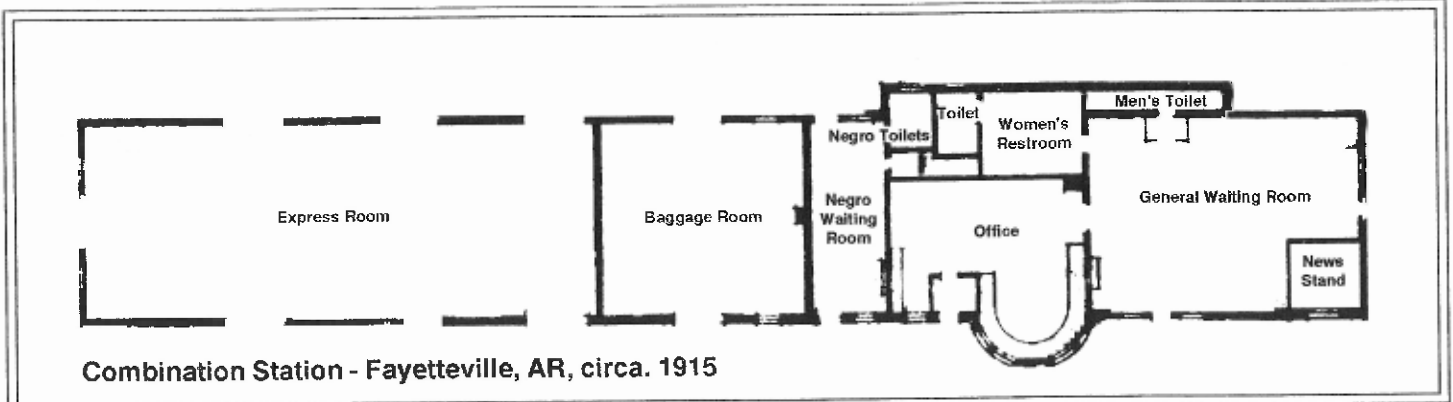 Men's Toilet
Toilet
Women's
Restroom
Negro Toilets
General Waiting Room
Express Room
Baggage Room
Negro
Waiting
Room
Office
News
Stand
Combination Station - Fayetteville, AR, circa. 1915